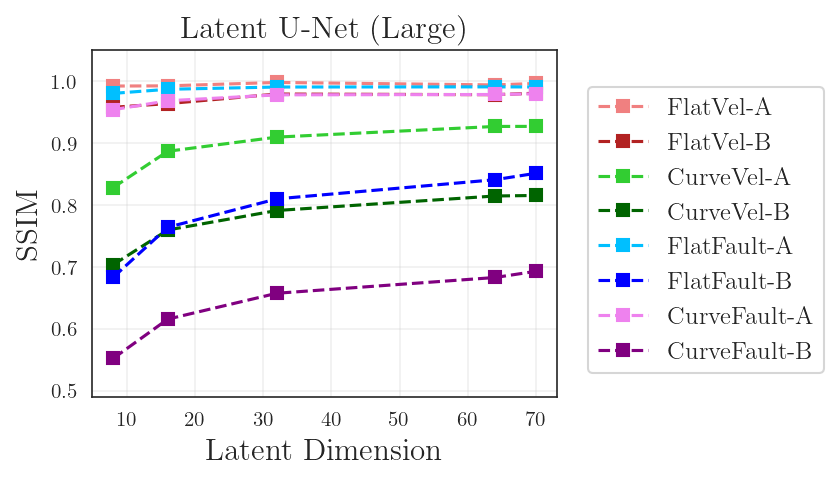 Latent U-Net (Large)
SSIM
1.0
0.9
0.8
0.7
0.6
0.5
10 20 30 40 50 60 70
Latent Dimension
FlatVel-A
FlatVel-B
CurveVel-A
CurveVel-B
FlatFault-A
FlatFault-B
CurveFault-A
CurveFault-B